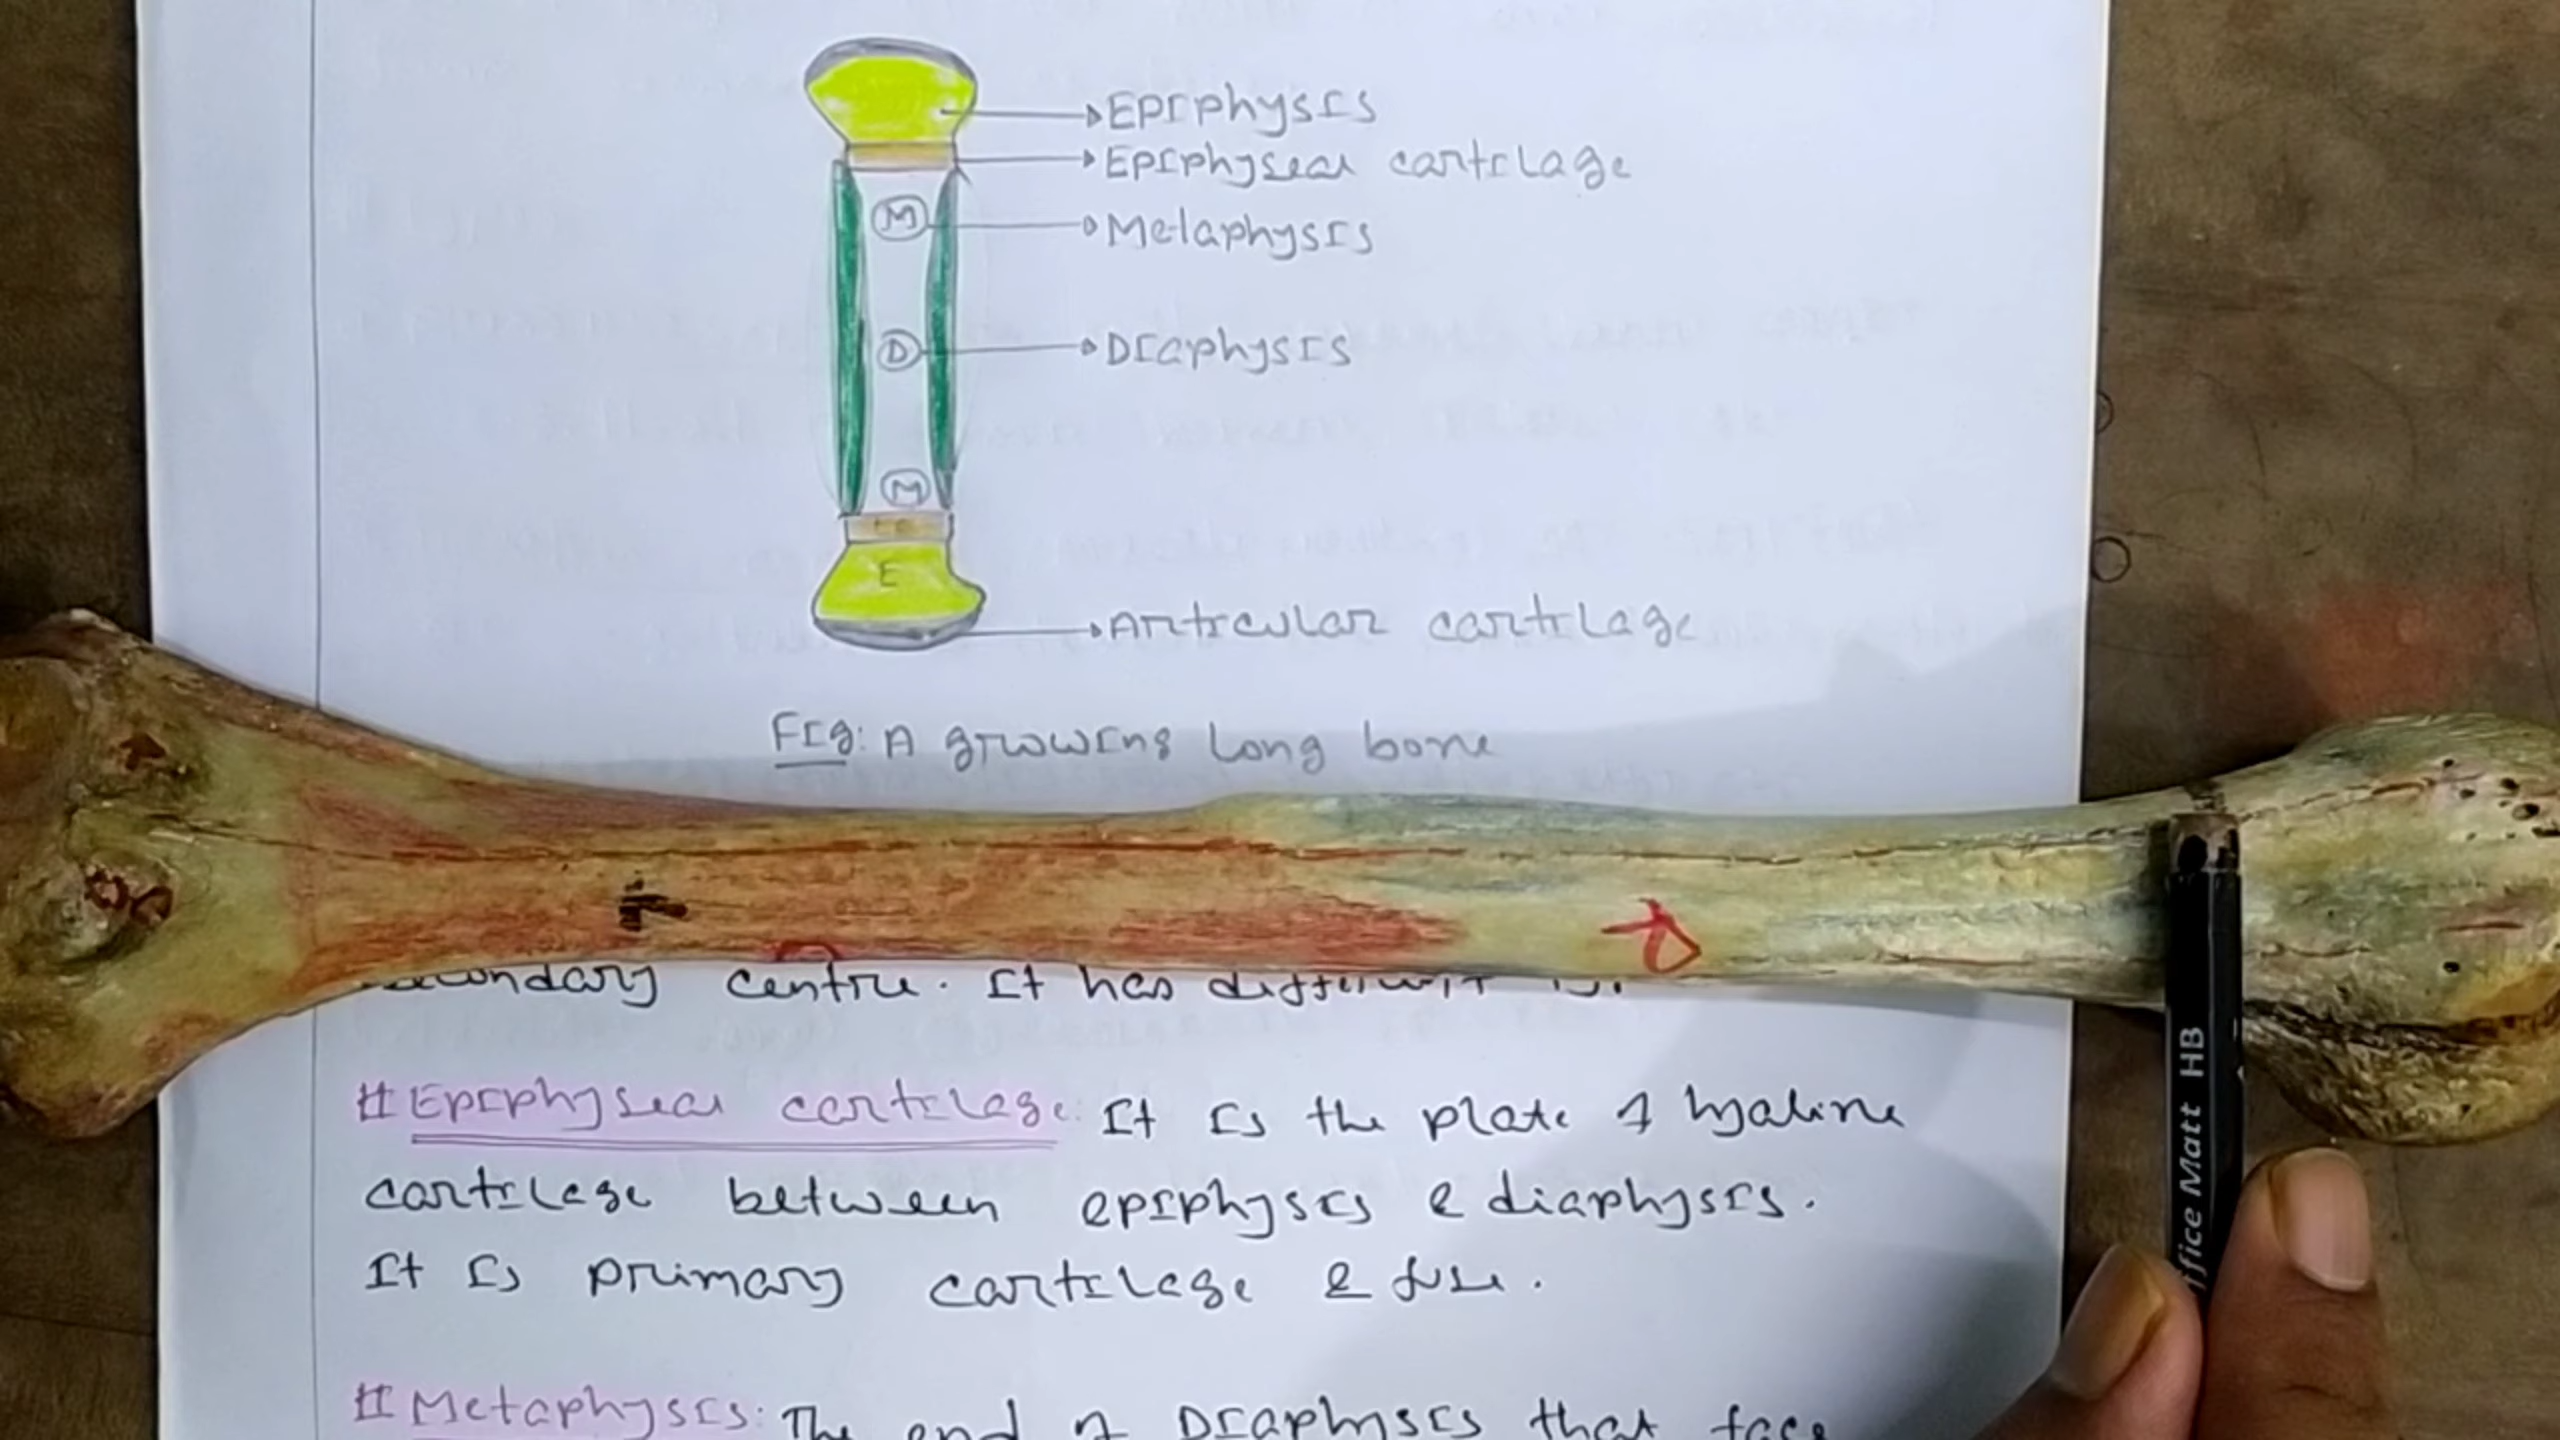 Epiphysis
Epiphyseal cartilage
M
Metaphysis
D
Diaphysis
M
E
Articular cartilage
Fig: A growing long bone
centre. It has
# Epiphyseal cartilage: It is the plate of hyaline
cartilage between epiphysis & diaphysis.
It is primary cartilage & fuse.
# Metaphysis: The end of Diaphysis that face
ffice Matt HB